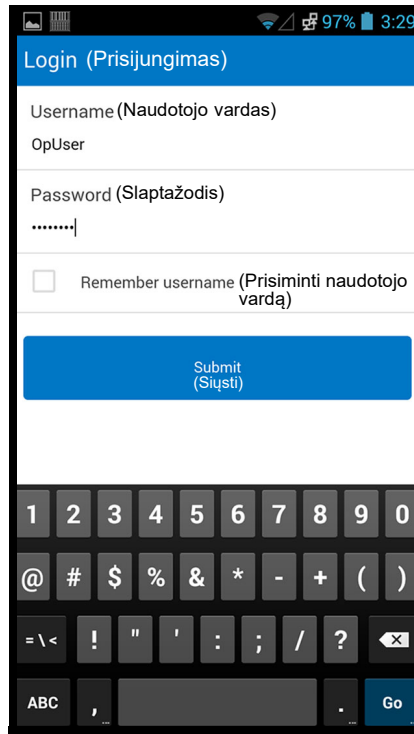 97% 3:29
Login (Prisijungimas)
Username (Naudotojo vardas)
OpUser
Password (Slaptažodis)
••••••••
Remember username (Prisiminti naudotojo
vardą)
Submit
(Siųsti)
1 2 3 4 5 6 7 8 9 0
@ # $ % & * - + ( )
= \ < ! " ' : ; / ?
ABC , . Go